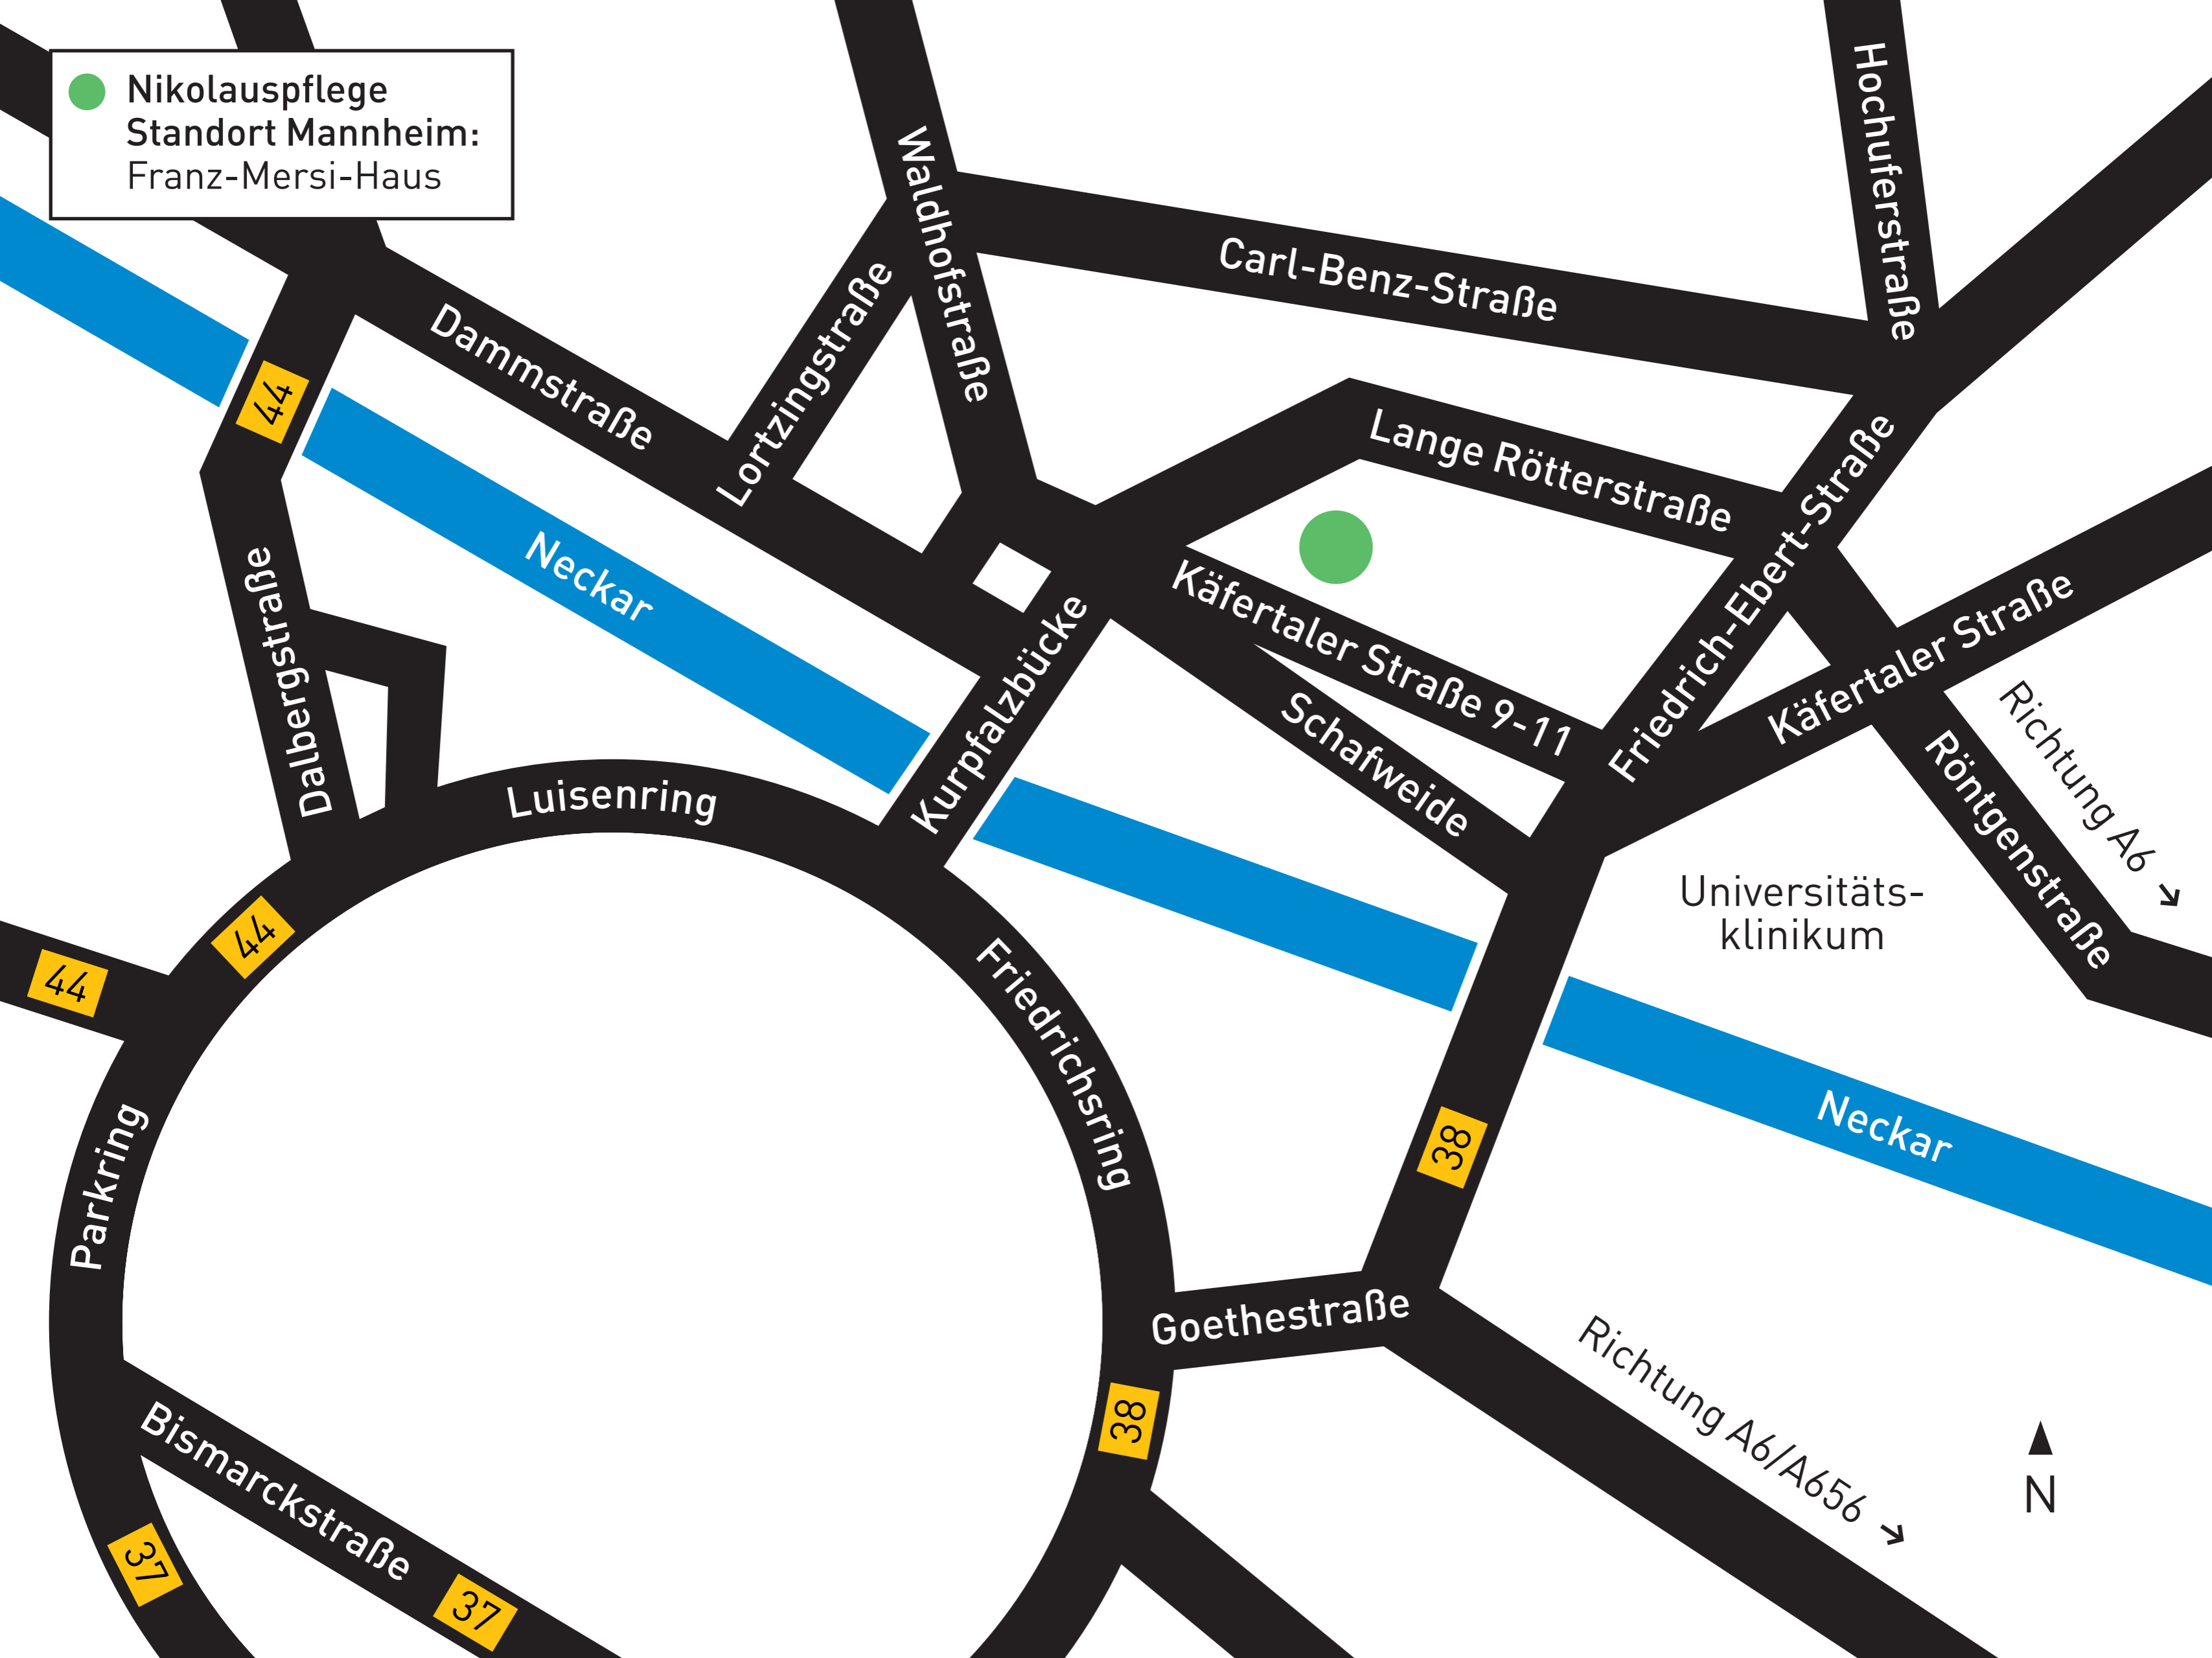 Nikolauspflege
Standort Mannheim:
Franz-Mersi-Haus
Hochuferstraße
Waldhofstraße
Carl-Benz-Straße
Lortzingstraße
Dammstraße
44
Lange Rötterstraße
Friedrich-Ebert-Straße
Neckar
Käfertaler Straße 9-11
Käfertaler Straße
Dalbergstraße
Kurpfalzbücke
Schafweide
Richtung A6
Röntgenstraße
Luisenring
Universitäts-
klinikum
44
44
Friedrichsring
Neckar
38
Parkring
Goethestraße
38
Richtung A6/A656
Bismarckstraße
N
37
37